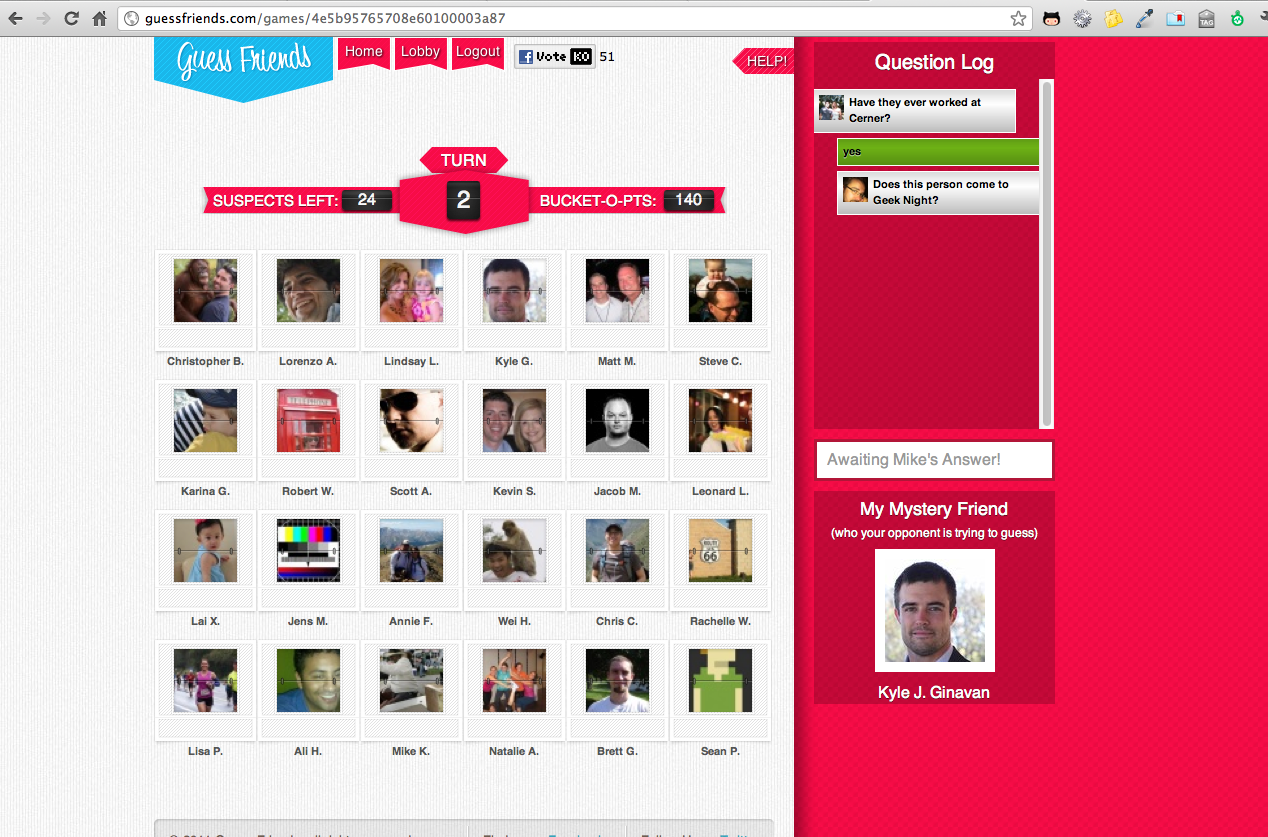 guessfriends.com/games/4e5b95765708e60100003a87
Guess Friends
Home
Lobby
Logout
Vote KO
51
HELP!
TURN
SUSPECTS LEFT: 24
2
BUCKET-O-PTS: 140
Christopher B.
Lorenzo A.
Lindsay L.
Kyle G.
Matt M.
Steve C.
TELEPHONE
Karina G.
Robert W.
Scott A.
Kevin S.
Jacob M.
Leonard L.
ROUTE
66
Lai X.
Jens M.
Annie F.
Wei H.
Chris C.
Rachelle W.
Lisa P.
Ali H.
Mike K.
Natalie A.
Brett G.
Sean P.
Question Log
Have they ever worked at
Cerner?
yes
Does this person come to
Geek Night?
Awaiting Mike's Answer!
My Mystery Friend
(who your opponent is trying to guess)
Kyle J. Ginavan
TAG